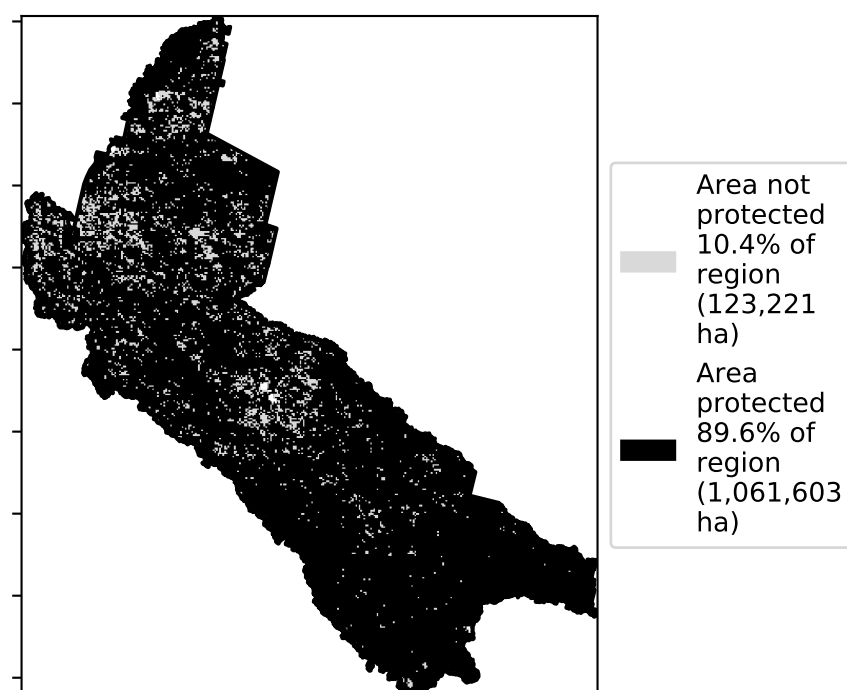 Area not
protected
10.4% of
region
(123,221
ha)
Area
protected
89.6% of
region
(1,061,603
ha)